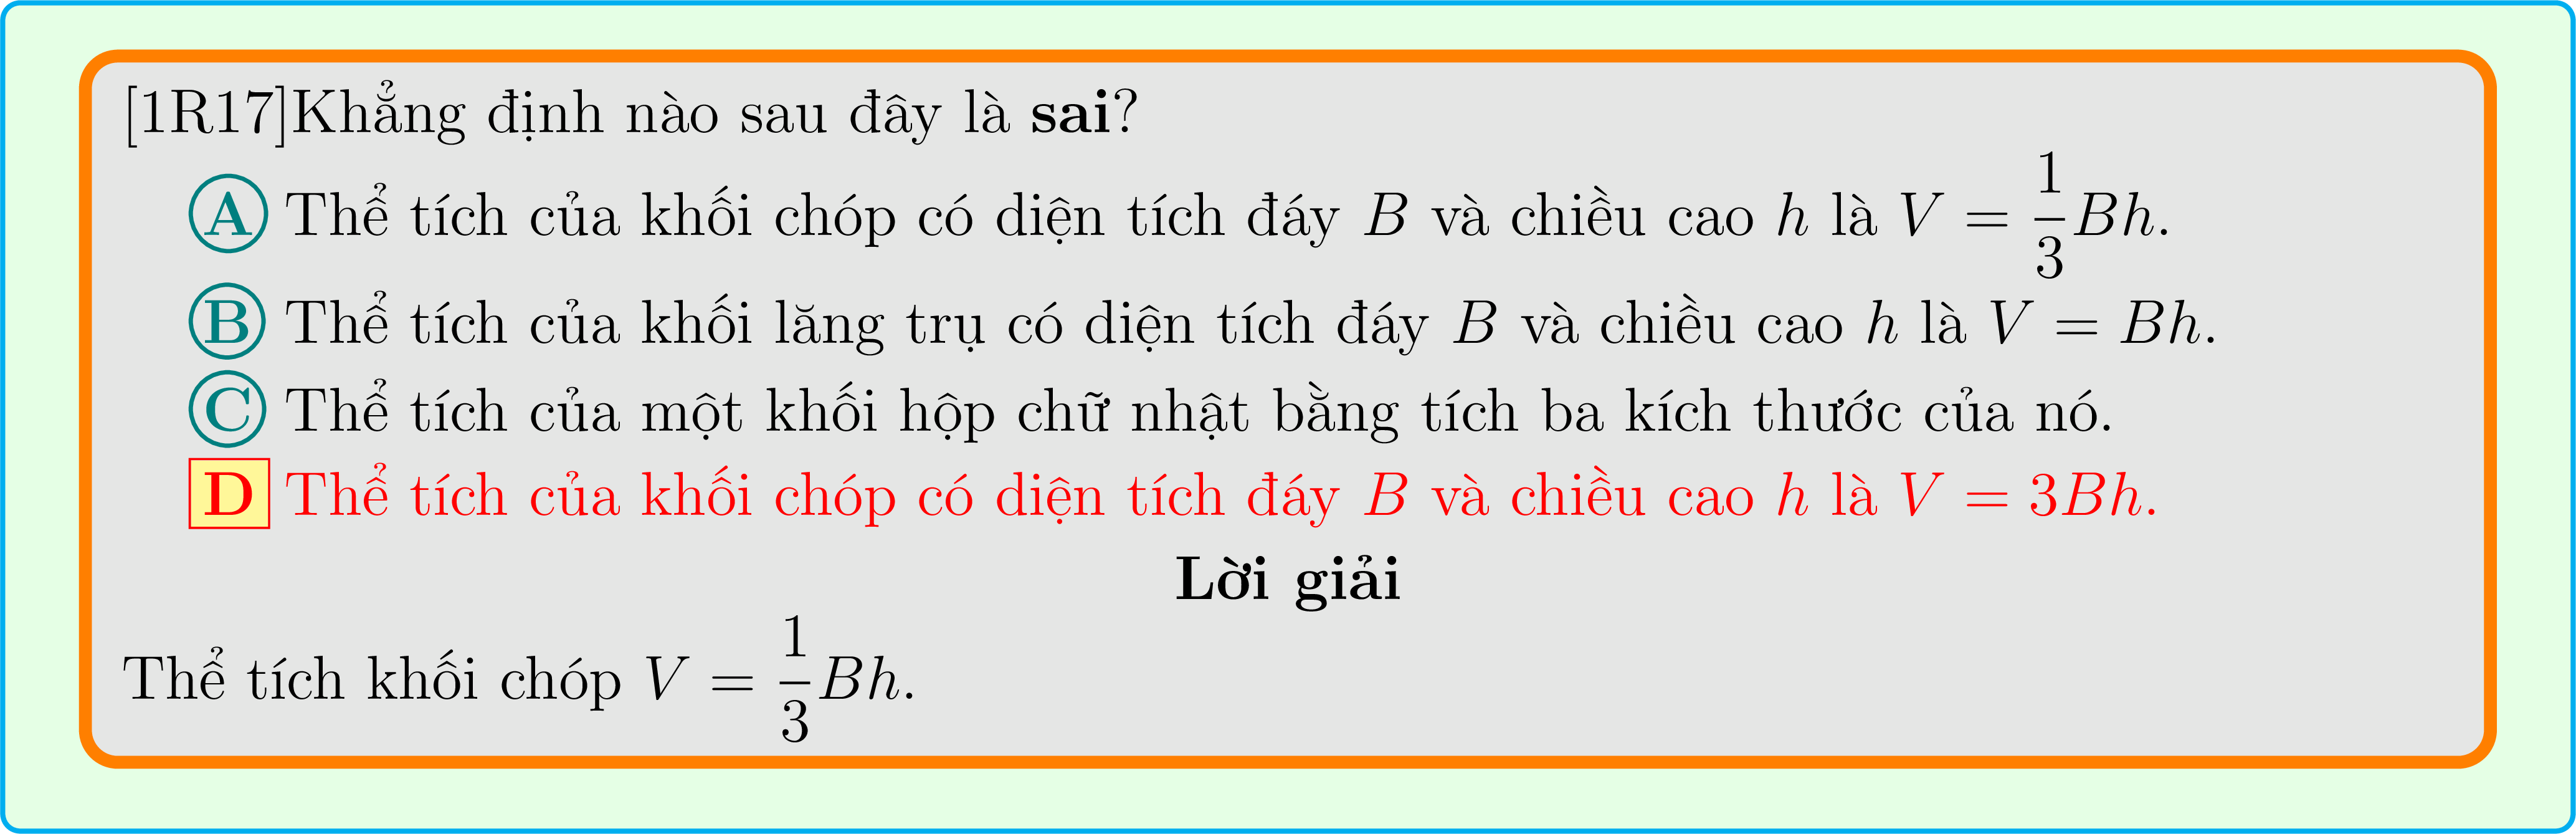 [1R17]Khẳng định nào sau đây là sai?
A Thể tích của khối chóp có diện tích đáy B và chiều cao h là V = 1/3 Bh.
B Thể tích của khối lăng trụ có diện tích đáy B và chiều cao h là V = Bh.
C Thể tích của một khối hộp chữ nhật bằng tích ba kích thước của nó.
D Thể tích của khối chóp có diện tích đáy B và chiều cao h là V = 3Bh.
Lời giải
Thể tích khối chóp V = 1/3 Bh.